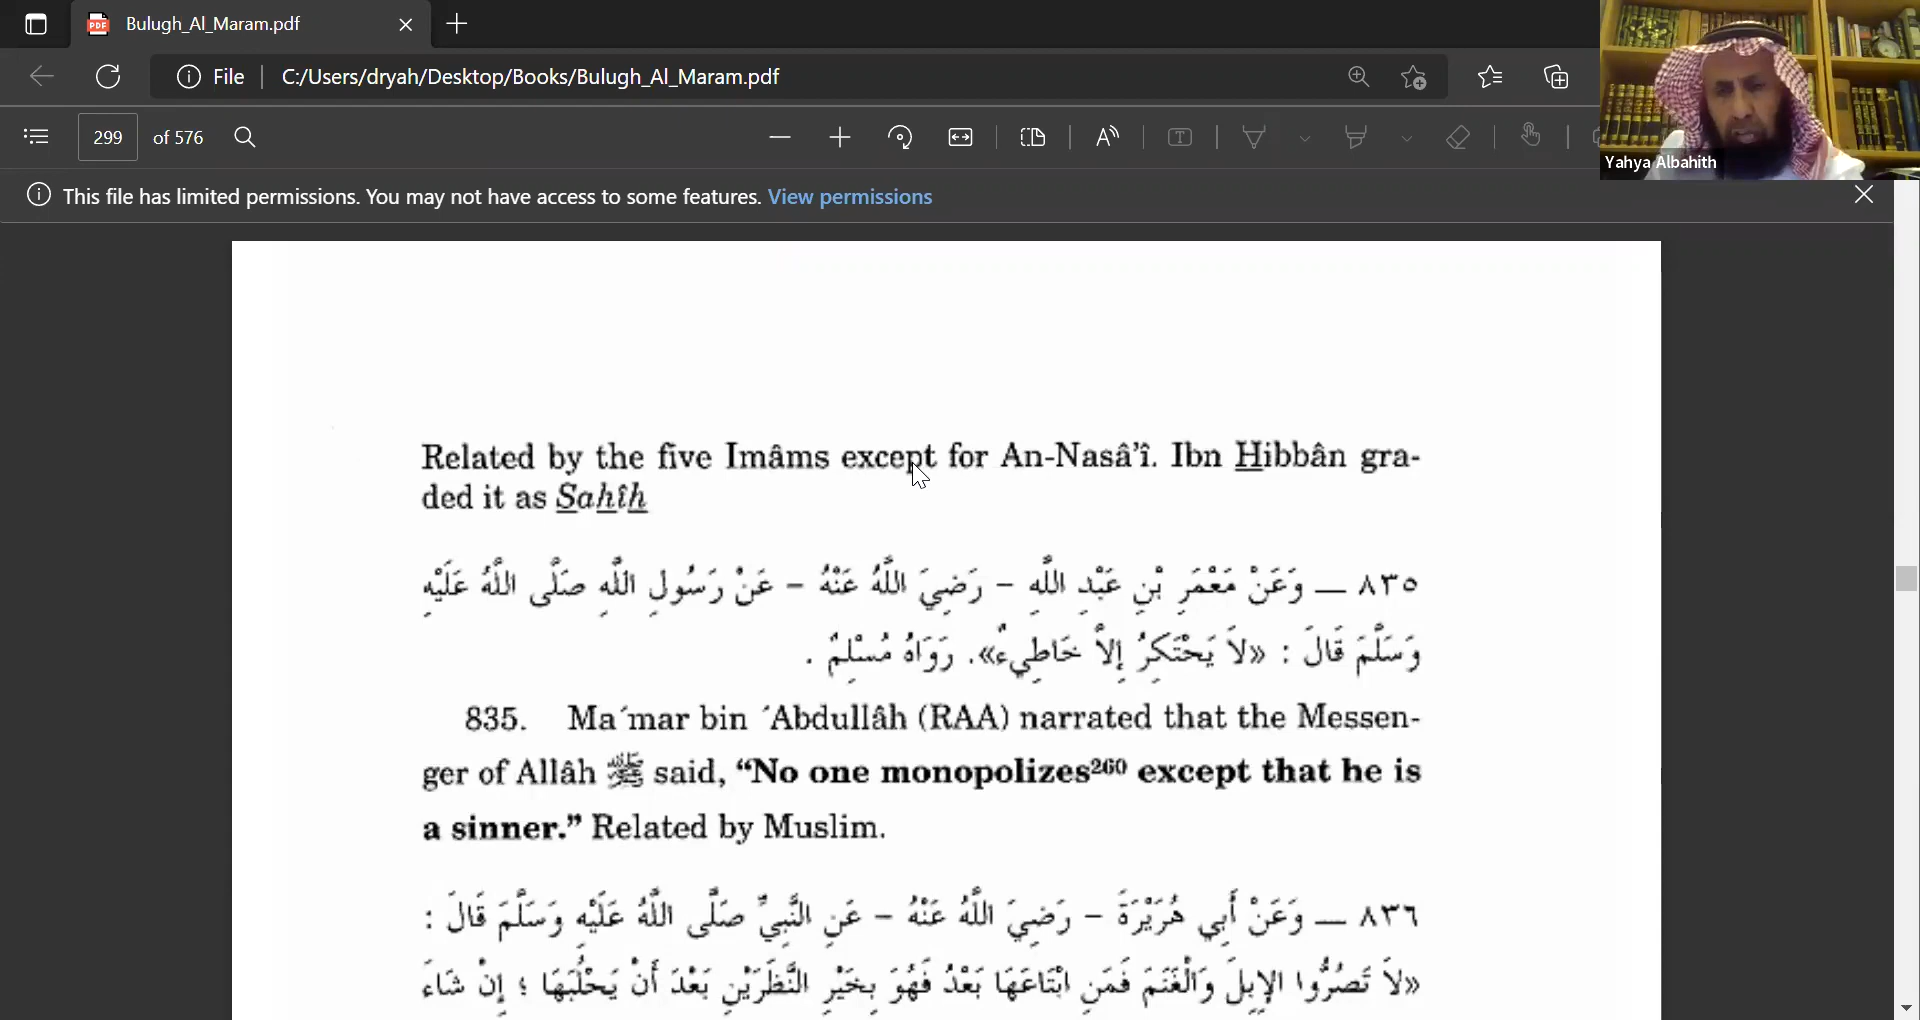 Bulugh_Al_Maram.pdf
File C:/Users/dryah/Desktop/Books/Bulugh_Al_Maram.pdf
299 of 576
Yahya Albahith
This file has limited permissions. You may not have access to some features. View permissions
Related by the five Imâms except for An-Nasâ’î. Ibn Hibbân gra-
ded it as Sahîh
٨٣٥ — وَعَنْ مَعْمَرِ بْنِ عَبْدِ اللَّهِ – رَضِيَ اللَّهُ عَنْهُ – عَنْ رَسُولِ اللَّهِ صَلَّى اللَّهُ عَلَيْهِ
وَسَلَّمَ قَالَ : «لاَ يَحْتَكِرُ إِلاَّ خَاطِيءٌ». رَوَاهُ مُسْلِمٌ .
835. Ma´mar bin ´Abdullâh (RAA) narrated that the Messen-
ger of Allâh ﷺ said, “No one monopolizes²⁶⁰ except that he is
a sinner.” Related by Muslim.
٨٣٦ — وَعَنْ أَبِي هُرَيْرَةَ – رَضِيَ اللَّهُ عَنْهُ – عَنِ النَّبِيِّ صَلَّى اللَّهُ عَلَيْهِ وَسَلَّمَ قَالَ :
«لاَ تَصُرُّوا الإِبِلَ وَالْغَنَمَ فَمَنِ ابْتَاعَهَا بَعْدُ فَهُوَ بِخَيْرِ النَّظَرَيْنِ بَعْدَ أَنْ يَحْلُبَهَا ؛ إِنْ شَاءَ